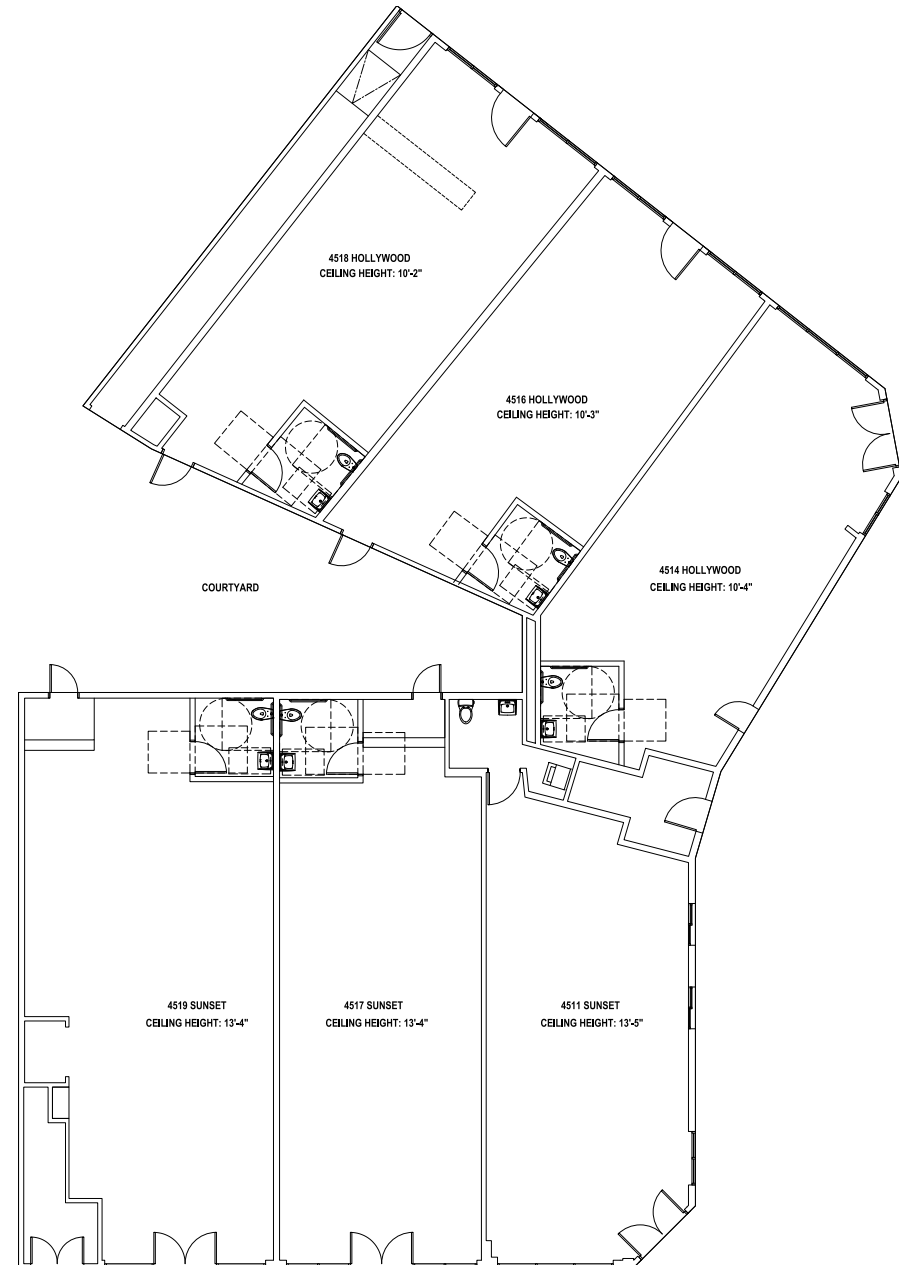 4518 HOLLYWOOD
CEILING HEIGHT: 10'-2"
4516 HOLLYWOOD
CEILING HEIGHT: 10'-3"
4514 HOLLYWOOD
CEILING HEIGHT: 10'-4"
COURTYARD
4519 SUNSET
CEILING HEIGHT: 13'-4"
4517 SUNSET
CEILING HEIGHT: 13'-4"
4511 SUNSET
CEILING HEIGHT: 13'-5"